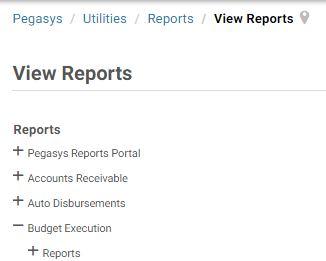 Pegasys / Utilities / Reports / View Reports
View Reports
Reports
+ Pegasys Reports Portal
+ Accounts Receivable
+ Auto Disbursements
− Budget Execution
+ Reports